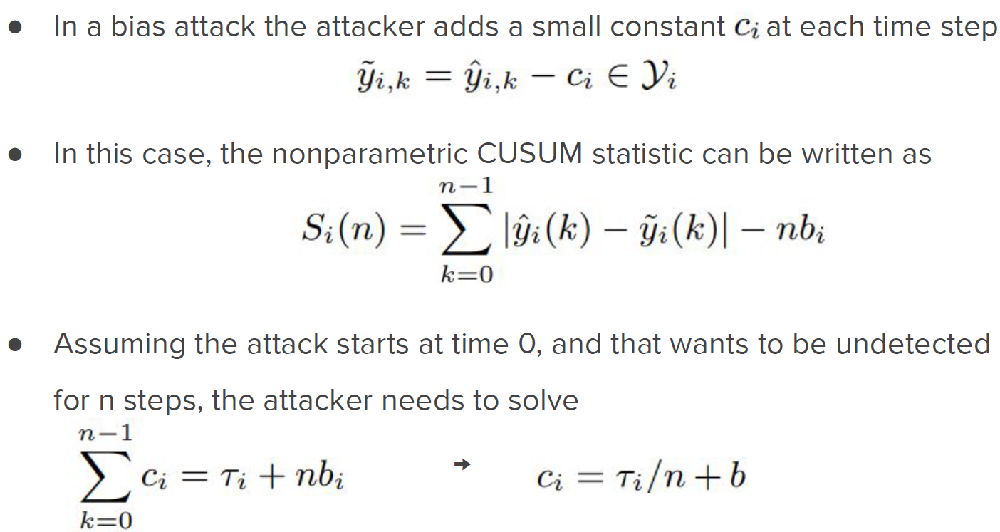 ● In a bias attack the attacker adds a small constant $c_i$ at each time step
$\tilde{y}_{i,k} = \hat{y}_{i,k} - c_i \in \mathcal{Y}_i$
● In this case, the nonparametric CUSUM statistic can be written as
$S_i(n) = \sum_{k=0}^{n-1} |\hat{y}_i(k) - \tilde{y}_i(k)| - nb_i$
● Assuming the attack starts at time 0, and that wants to be undetected
for n steps, the attacker needs to solve
$\sum_{k=0}^{n-1} c_i = \tau_i + nb_i$ → $c_i = \tau_i/n + b$